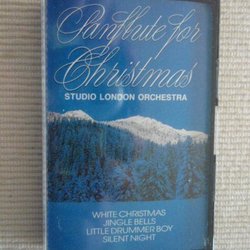 Panflute for
Christmas
STUDIO LONDON ORCHESTRA
WHITE CHRISTMAS
JINGLE BELLS
LITTLE DRUMMER BOY
SILENT NIGHT